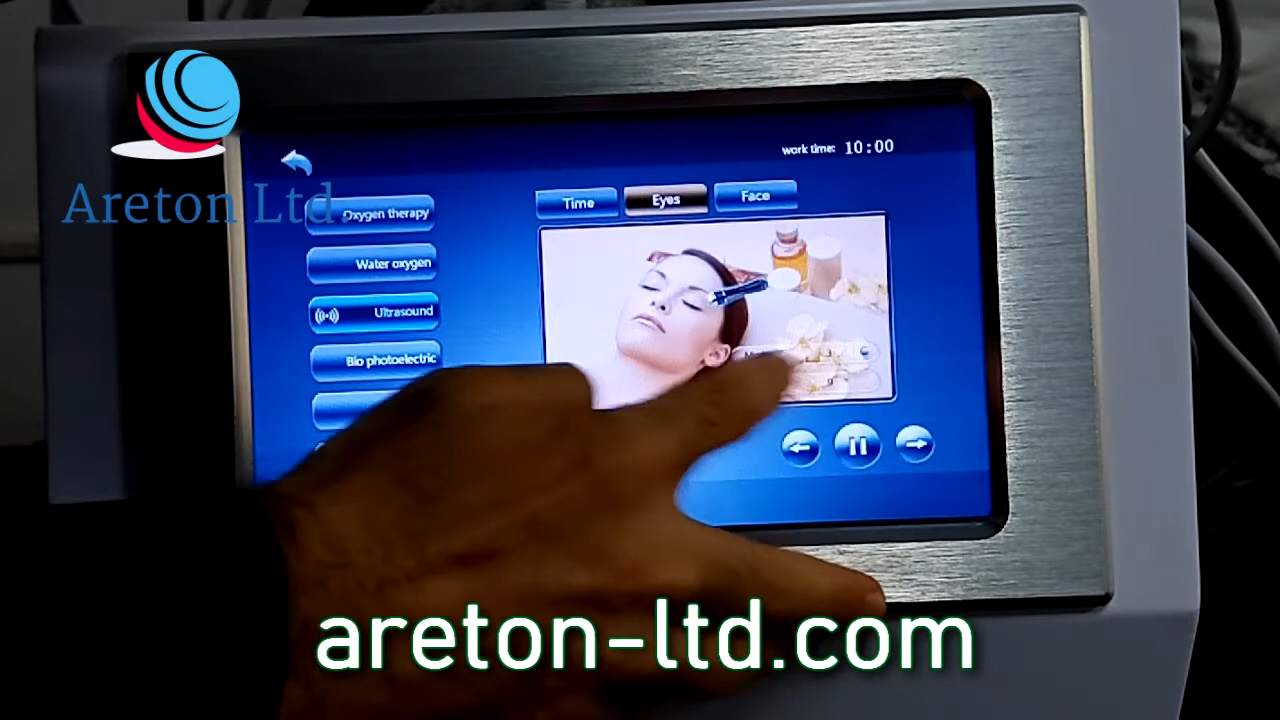 Areton Ltd.
work time: 10:00
Time
Eyes
Face
Oxygen therapy
Water oxygen
Ultrasound
Bio photoelectric
areton-ltd.com